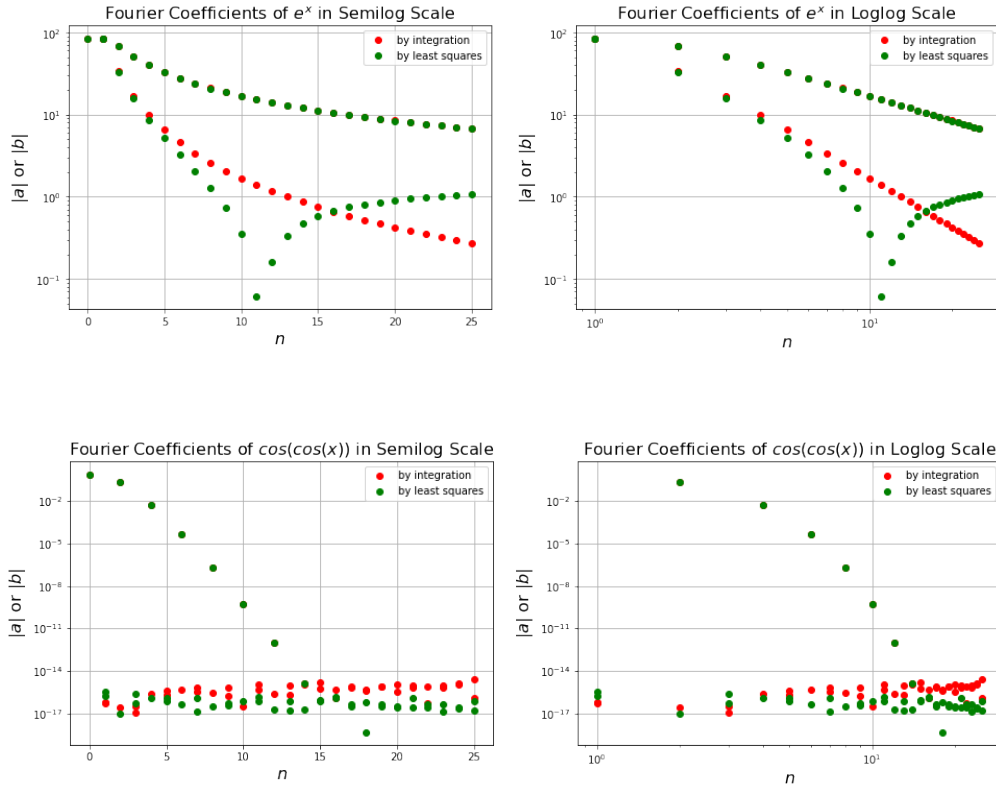 Fourier Coefficients of e^x in Semilog Scale
by integration
by least squares
|a| or |b|
10^2
10^1
10^0
10^-1
0 5 10 15 20 25
n
Fourier Coefficients of e^x in Loglog Scale
by integration
by least squares
|a| or |b|
10^2
10^1
10^0
10^-1
10^0 10^1
n
Fourier Coefficients of cos(cos(x)) in Semilog Scale
by integration
by least squares
|a| or |b|
10^-2
10^-5
10^-8
10^-11
10^-14
10^-17
0 5 10 15 20 25
n
Fourier Coefficients of cos(cos(x)) in Loglog Scale
by integration
by least squares
|a| or |b|
10^-2
10^-5
10^-8
10^-11
10^-14
10^-17
10^0 10^1
n